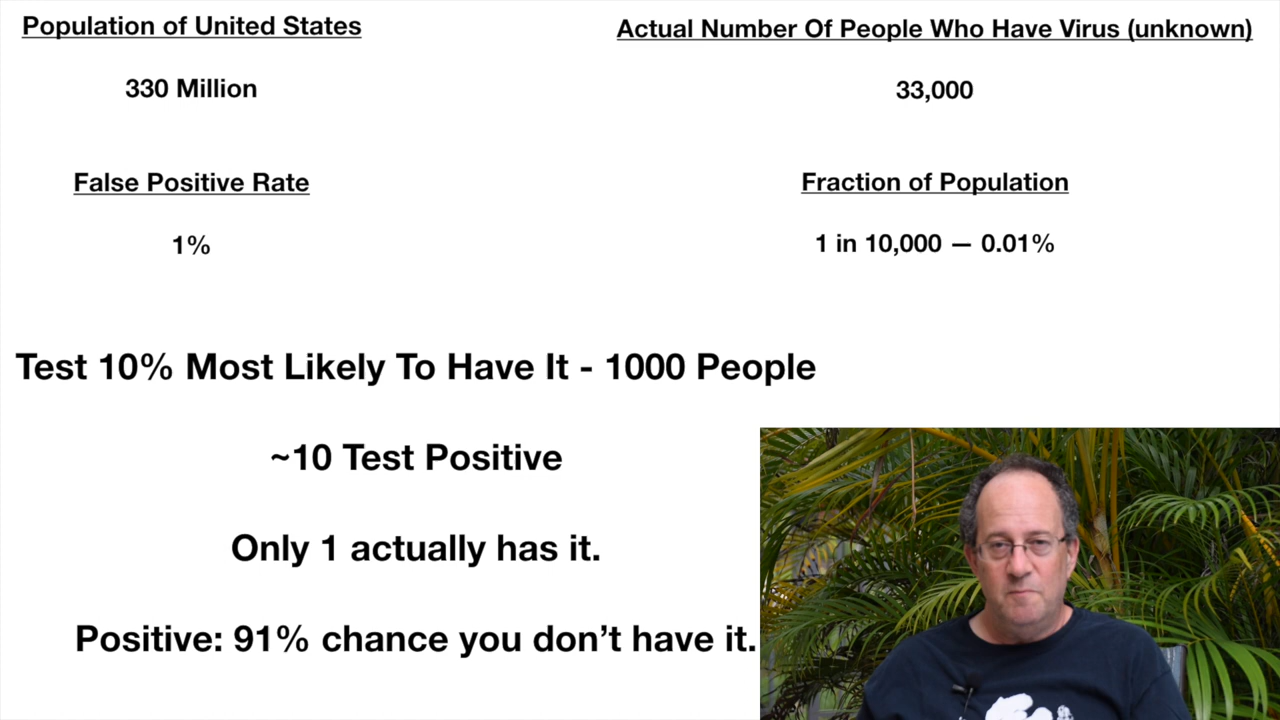 Population of United States
Actual Number Of People Who Have Virus (unknown)
330 Million
33,000
False Positive Rate
Fraction of Population
1%
1 in 10,000 — 0.01%
Test 10% Most Likely To Have It - 1000 People
~10 Test Positive
Only 1 actually has it.
Positive: 91% chance you don’t have it.